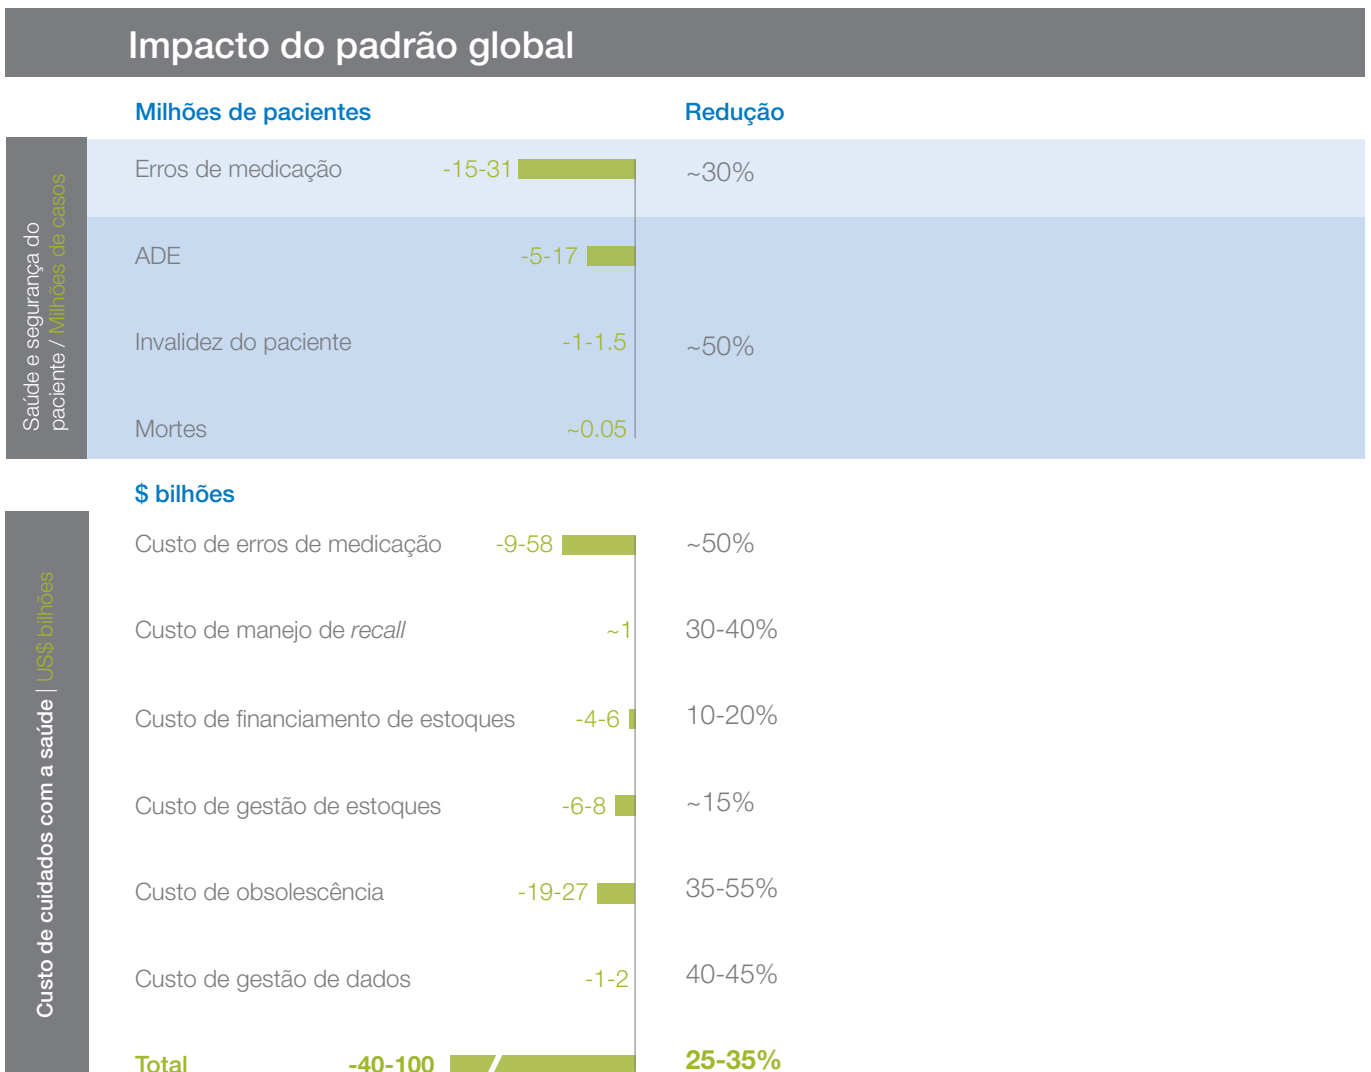 Impacto do padrão global
Milhões de pacientes Redução
Saúde e segurança do
paciente / Milhões de casos
Erros de medicação -15-31 ~30%
ADE -5-17
Invalidez do paciente -1-1.5 ~50%
Mortes ~0.05
$ bilhões
Custo de cuidados com a saúde | US$ bilhões
Custo de erros de medicação -9-58 ~50%
Custo de manejo de recall ~1 30-40%
Custo de financiamento de estoques -4-6 10-20%
Custo de gestão de estoques -6-8 ~15%
Custo de obsolescência -19-27 35-55%
Custo de gestão de dados -1-2 40-45%
Total -40-100 25-35%